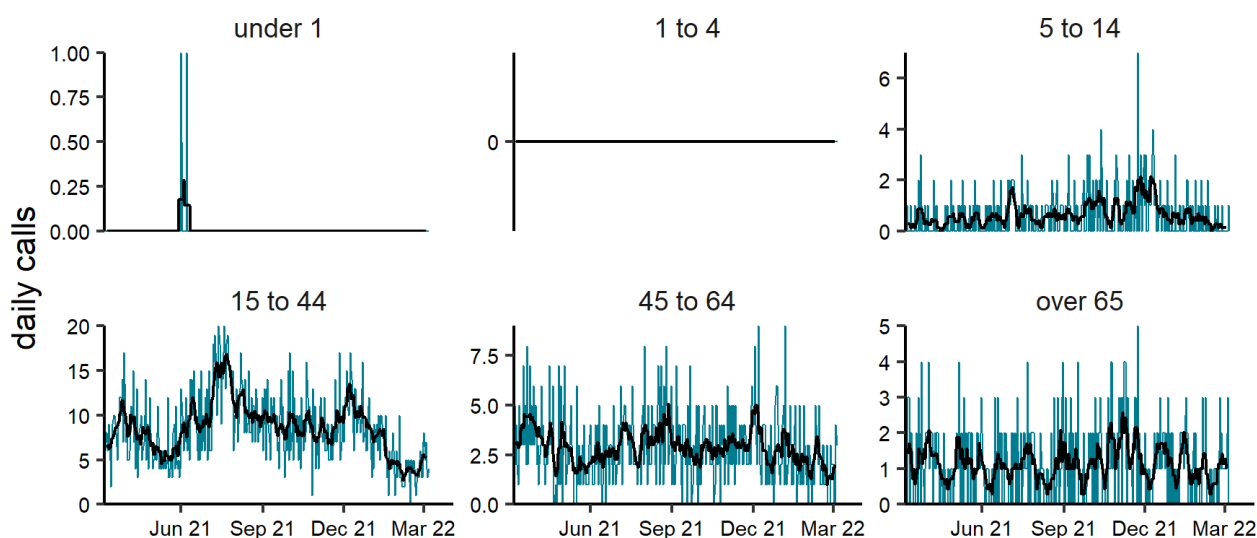 under 1
1 to 4
5 to 14
1.00
0.75
0.50
0.25
0.00
0
6
4
2
0
daily calls
15 to 44
45 to 64
over 65
20
15
10
5
0
7.5
5.0
2.5
0.0
5
4
3
2
1
0
Jun 21 Sep 21 Dec 21 Mar 22
Jun 21 Sep 21 Dec 21 Mar 22
Jun 21 Sep 21 Dec 21 Mar 22